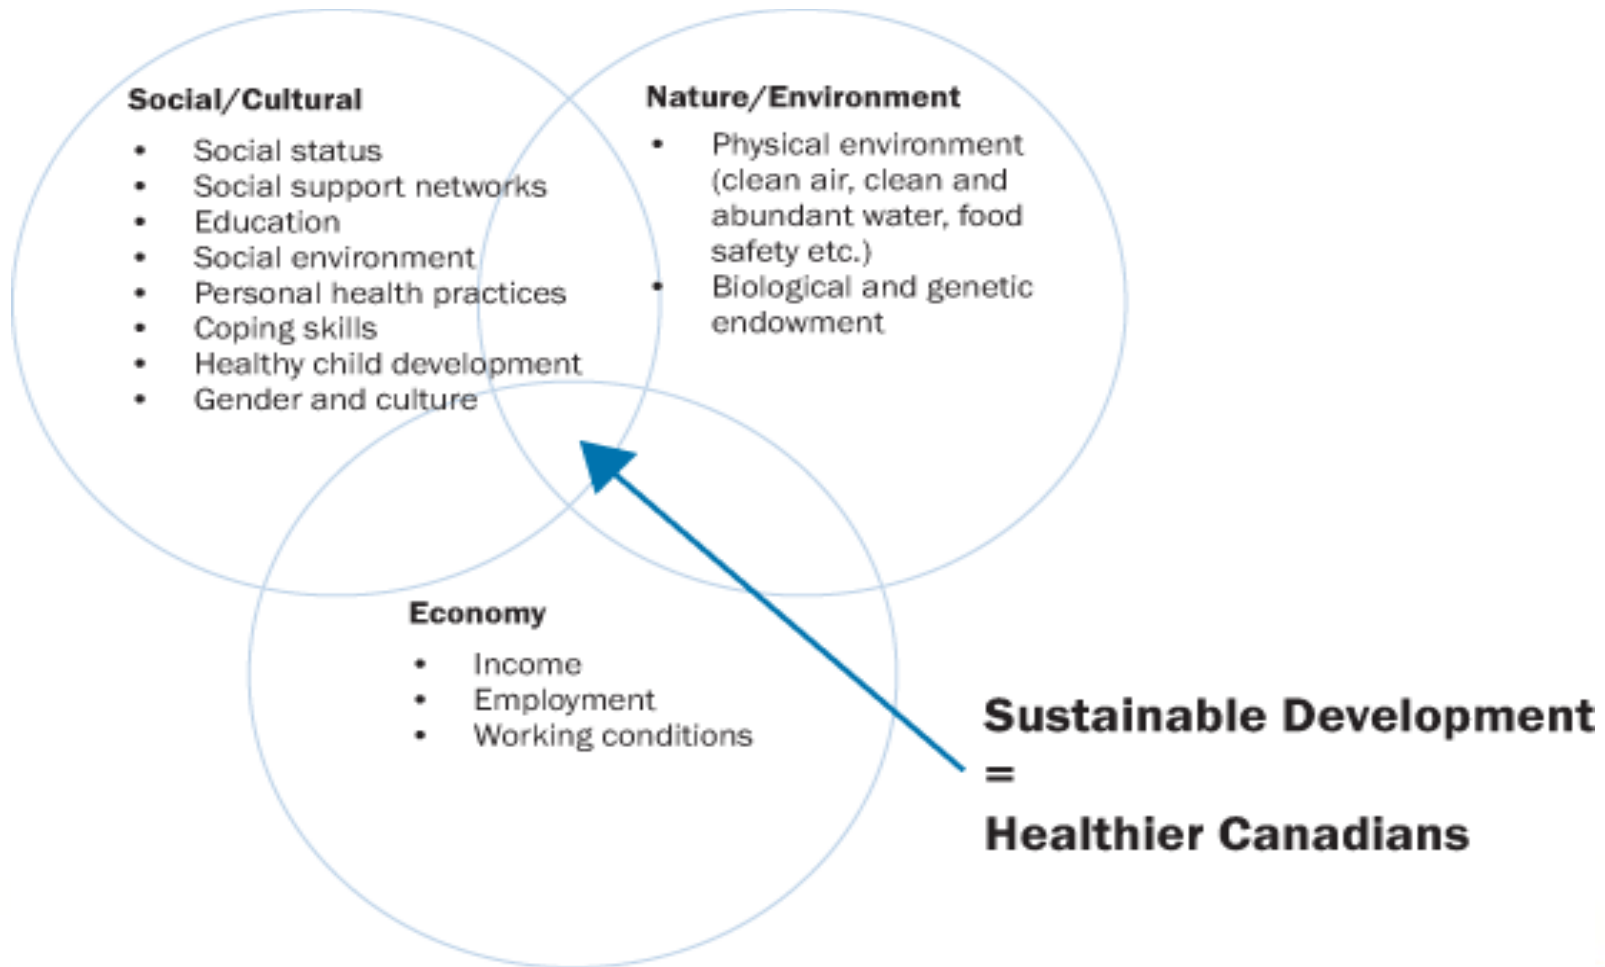 Social/Cultural
• Social status
• Social support networks
• Education
• Social environment
• Personal health practices
• Coping skills
• Healthy child development
• Gender and culture
Nature/Environment
• Physical environment
(clean air, clean and
abundant water, food
safety etc.)
• Biological and genetic
endowment
Economy
• Income
• Employment
• Working conditions
Sustainable Development
=
Healthier Canadians